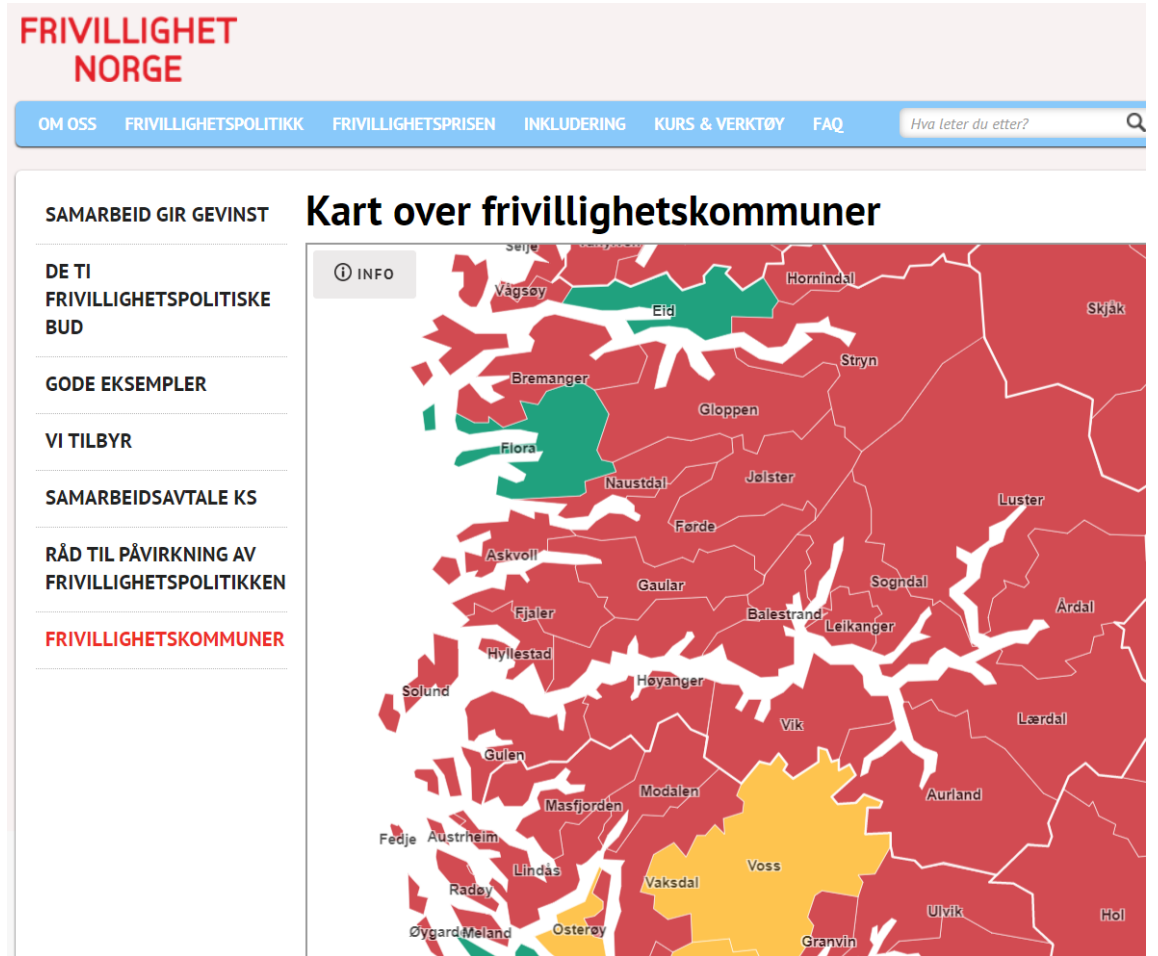 FRIVILLIGHET
NORGE
OM OSS FRIVILLIGHETSPOLITIKK FRIVILLIGHETSPRISEN INKLUDERING KURS & VERKTØY FAQ Hva leter du etter?
SAMARBEID GIR GEVINST
DE TI
FRIVILLIGHETSPOLITISKE
BUD
GODE EKSEMPLER
VI TILBYR
SAMARBEIDSAVTALE KS
RÅD TIL PÅVIRKNING AV
FRIVILLIGHETSPOLITIKKEN
FRIVILLIGHETSKOMMUNER
Kart over frivillighetskommuner
INFO
Selje
Hornindal
Vågsøy
Eid
Skjåk
Stryn
Bremanger
Gloppen
Flora
Naustdal
Jølster
Luster
Førde
Askvoll
Gaular
Sogndal
Årdal
Fjaler
Balestrand
Leikanger
Hyllestad
Høyanger
Solund
Lærdal
Vik
Gulen
Modalen
Aurland
Masfjorden
Fedje
Austrheim
Voss
Lindås
Vaksdal
Radøy
Ulvik
Hol
Øygarde
Meland
Osterøy
Granvin